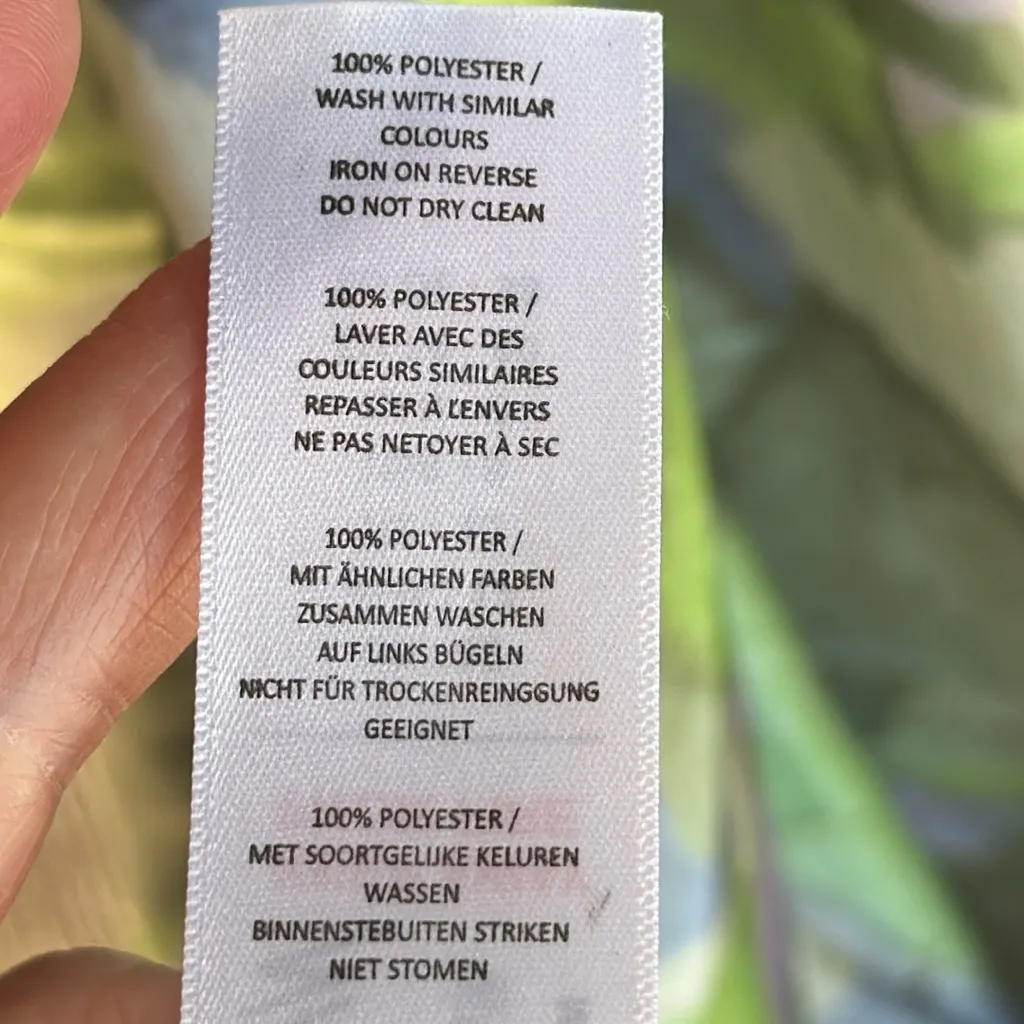 100% POLYESTER /
WASH WITH SIMILAR
COLOURS
IRON ON REVERSE
DO NOT DRY CLEAN
100% POLYESTER /
LAVER AVEC DES
COULEURS SIMILAIRES
REPASSER À L'ENVERS
NE PAS NETOYER À SEC
100% POLYESTER /
MIT ÄHNLICHEN FARBEN
ZUSAMMEN WASCHEN
AUF LINKS BÜGELN
NICHT FÜR TROCKENREINGGUNG
GEEIGNET
100% POLYESTER /
MET SOORTGELIJKE KELUREN
WASSEN
BINNENSTEBUITEN STRIKEN
NIET STOMEN